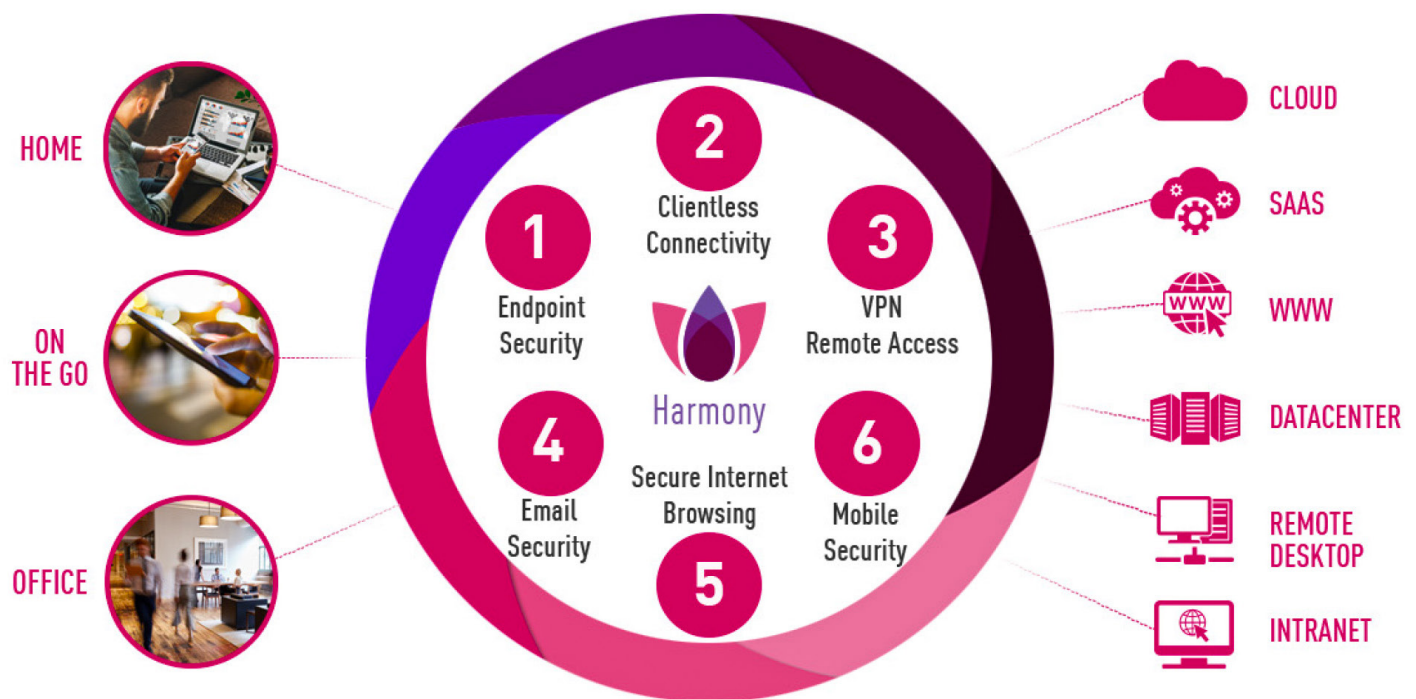 HOME
ON
THE GO
OFFICE
1
Endpoint
Security
2
Clientless
Connectivity
3
VPN
Remote Access
Harmony
4
Email
Security
Secure Internet
Browsing
5
6
Mobile
Security
CLOUD
SAAS
WWW
WWW
DATACENTER
REMOTE
DESKTOP
INTRANET